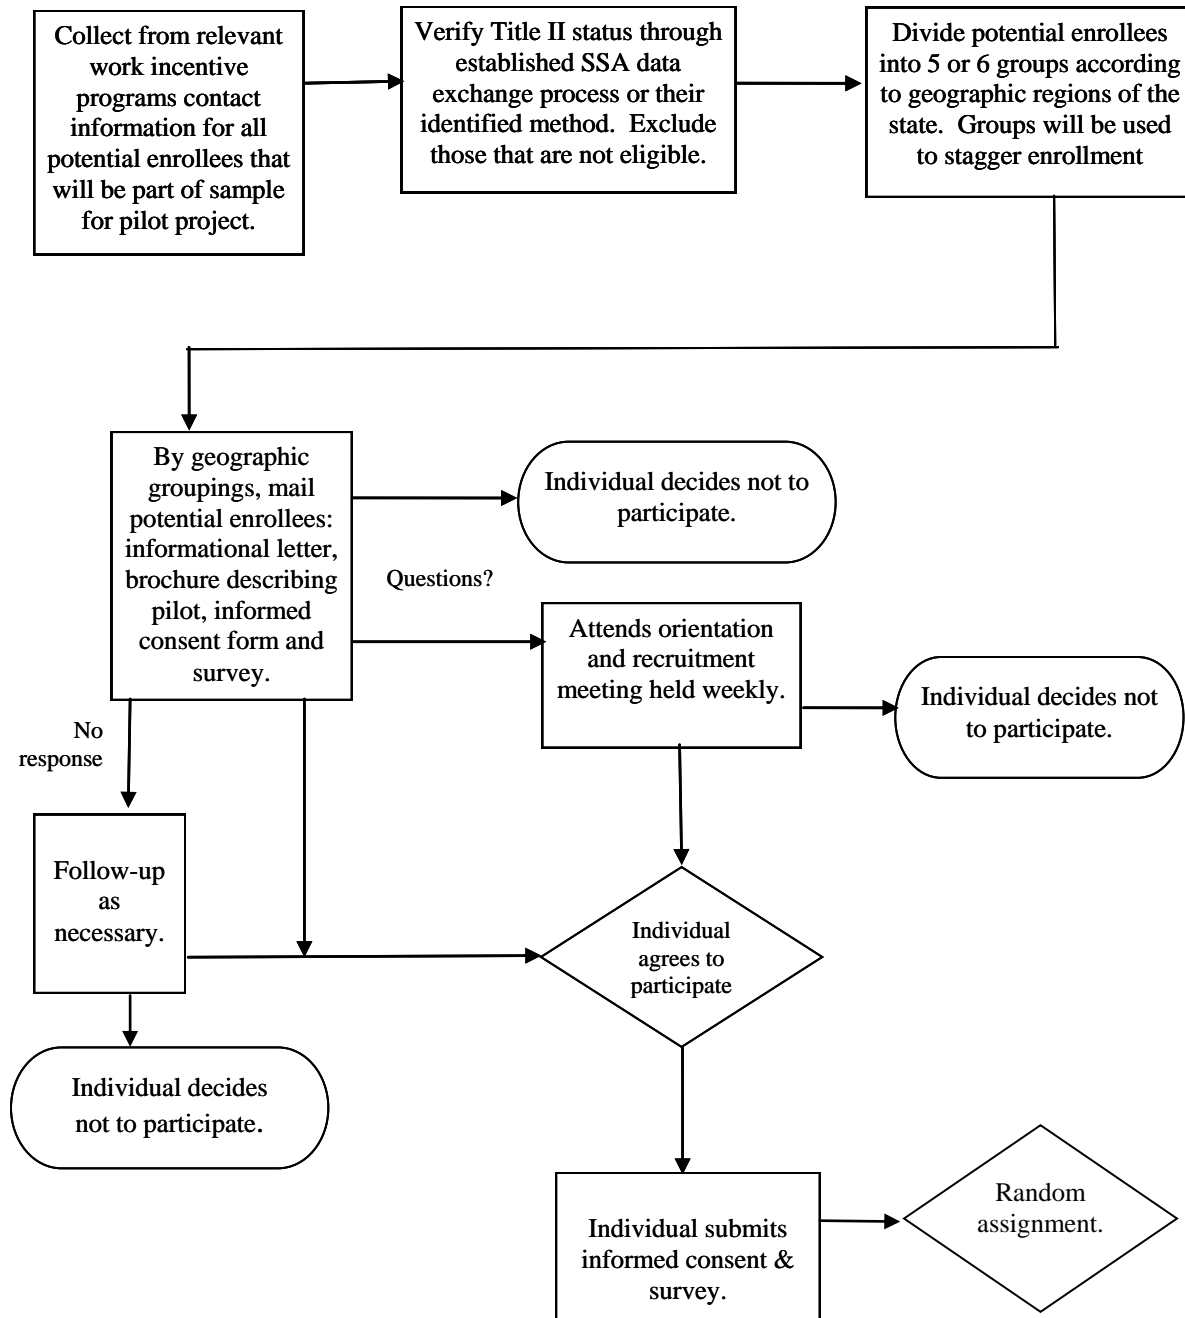 Collect from relevant
work incentive
programs contact
information for all
potential enrollees that
will be part of sample
for pilot project.
Verify Title II status through
established SSA data
exchange process or their
identified method.  Exclude
those that are not eligible.
Divide potential enrollees
into 5 or 6 groups according
to geographic regions of the
state.  Groups will be used
to stagger enrollment
By geographic
groupings, mail
potential enrollees:
informational letter,
brochure describing
pilot, informed
consent form and
survey.
Individual decides not to
participate.
Questions?
Attends orientation
and recruitment
meeting held weekly.
Individual decides not
to participate.
No
response
Follow-up
as
necessary.
Individual
agrees to
participate
Individual decides
not to participate.
Individual submits
informed consent &
survey.
Random
assignment.